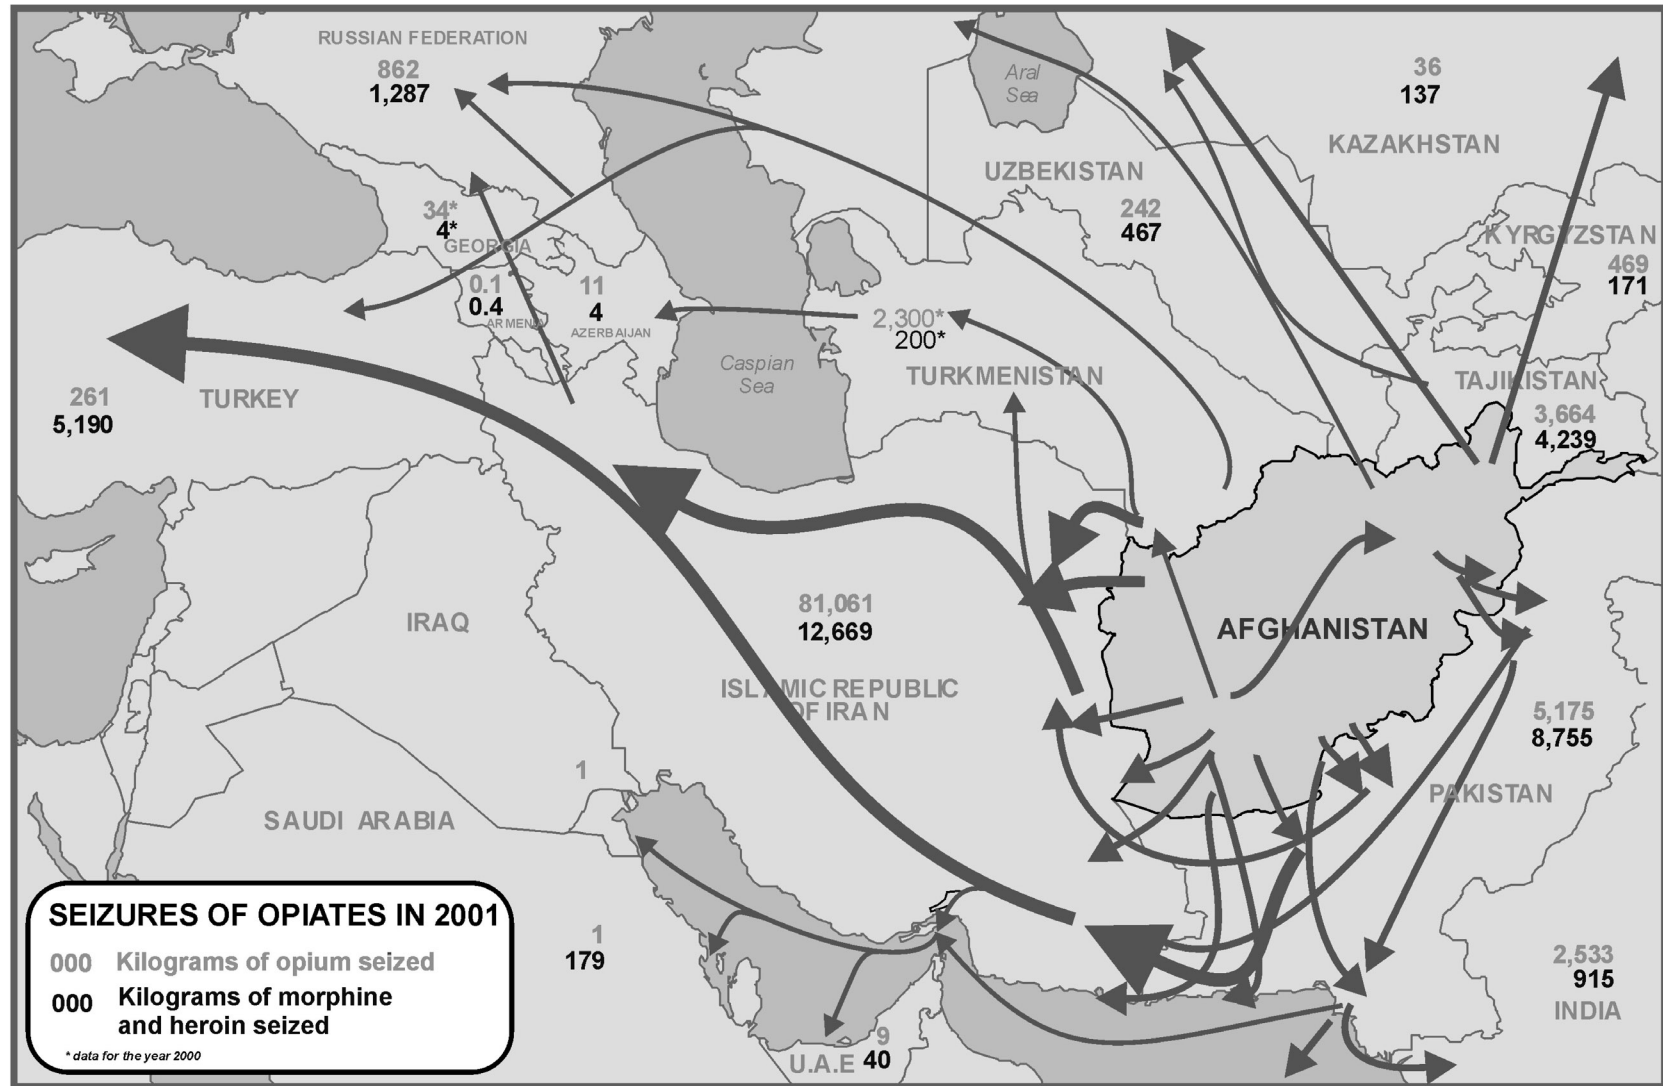 RUSSIAN FEDERATION
862
1,287
Aral
Sea
36
137
KAZAKHSTAN
UZBEKISTAN
242
467
KYRGYZSTAN
469
171
34*
4*
GEORGIA
0.1
0.4
ARMENIA
11
4
AZERBAIJAN
2,300*
200*
TURKMENISTAN
Caspian
Sea
TAJIKISTAN
3,664
4,239
261
5,190
TURKEY
IRAQ
81,061
12,669
ISLAMIC REPUBLIC
OF IRAN
AFGHANISTAN
5,175
8,755
PAKISTAN
1
SAUDI ARABIA
1
179
2,533
915
INDIA
9
40
U.A.E
SEIZURES OF OPIATES IN 2001
000 Kilograms of opium seized
000 Kilograms of morphine
and heroin seized
* data for the year 2000